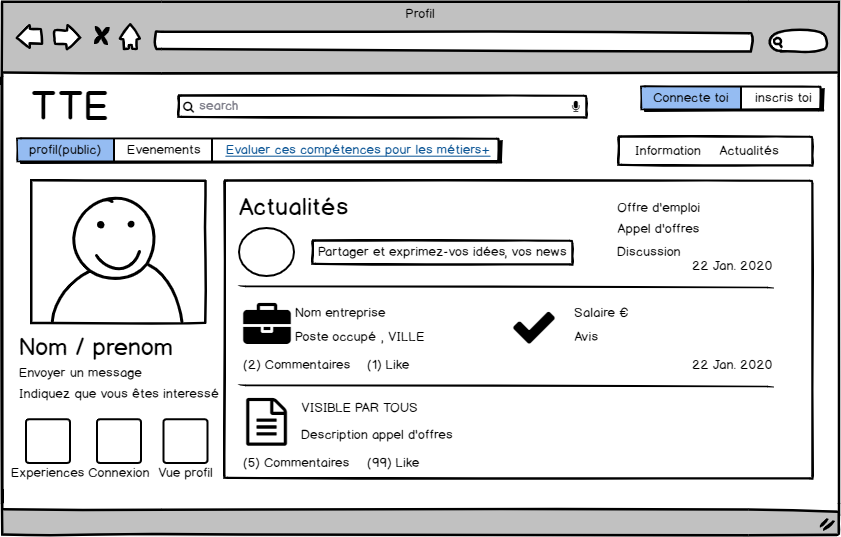 Profil
TTE
search
Connecte toi
inscris toi
profil(public)
Evenements
Evaluer ces compétences pour les métiers+
Information
Actualités
Actualités
Offre d'emploi
Appel d'offres
Partager et exprimez-vos idées, vos news
Discussion
22 Jan. 2020
Nom entreprise
Salaire €
Poste occupé , VILLE
Avis
(2) Commentaires
(1) Like
22 Jan. 2020
VISIBLE PAR TOUS
Description appel d'offres
(5) Commentaires
(99) Like
Nom / prenom
Envoyer un message
Indiquez que vous êtes interessé
Experiences
Connexion
Vue profil